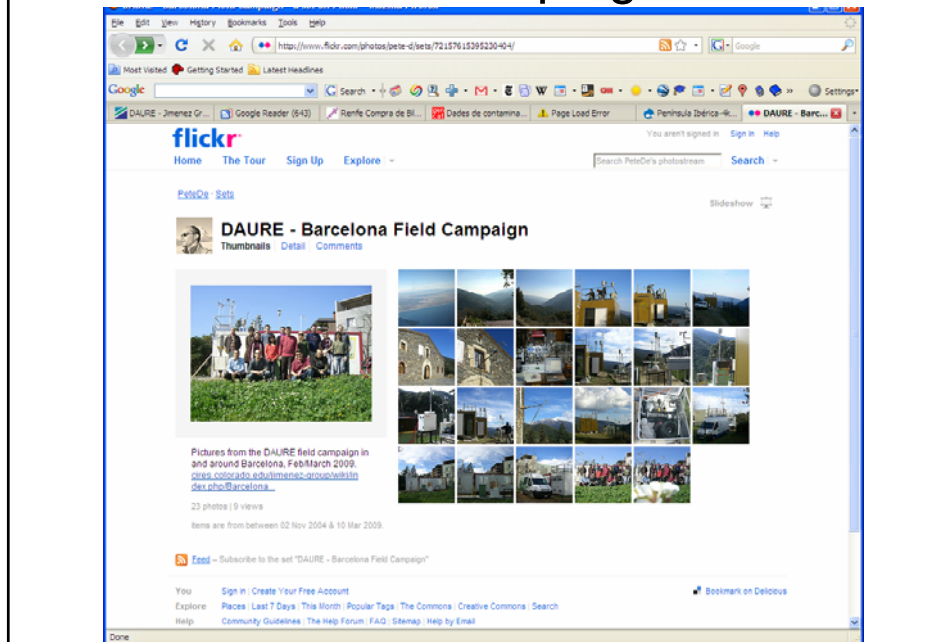 File Edit View History Bookmarks Tools Help
http://www.flickr.com/photos/pete-d/sets/72157615395230404/
Google
Most Visited Getting Started Latest Headlines
Google Search Settings
DAURE - Jimenez Gr... Google Reader (643) Renfe Compra de Bil... Dades de contamina... Page Load Error Península Ibérica DAURE - Barc...
flickr
You aren't signed in Sign In Help
Home The Tour Sign Up Explore
Search PeteDe's photostream Search
PeteDe · Sets
Slideshow
DAURE - Barcelona Field Campaign
Thumbnails Detail Comments
Pictures from the DAURE field campaign in
and around Barcelona, Feb/March 2009.
cires.colorado.edu/jimenez-group/wiki/in
dex.php/Barcelona...
23 photos | 9 views
items are from between 02 Nov 2004 & 10 Mar 2009.
Feed – Subscribe to the set "DAURE - Barcelona Field Campaign"
You Sign in | Create Your Free Account
Bookmark on Delicious
Explore Places | Last 7 Days | This Month | Popular Tags | The Commons | Creative Commons | Search
Help Community Guidelines | The Help Forum | FAQ | Sitemap | Help by Email
Done